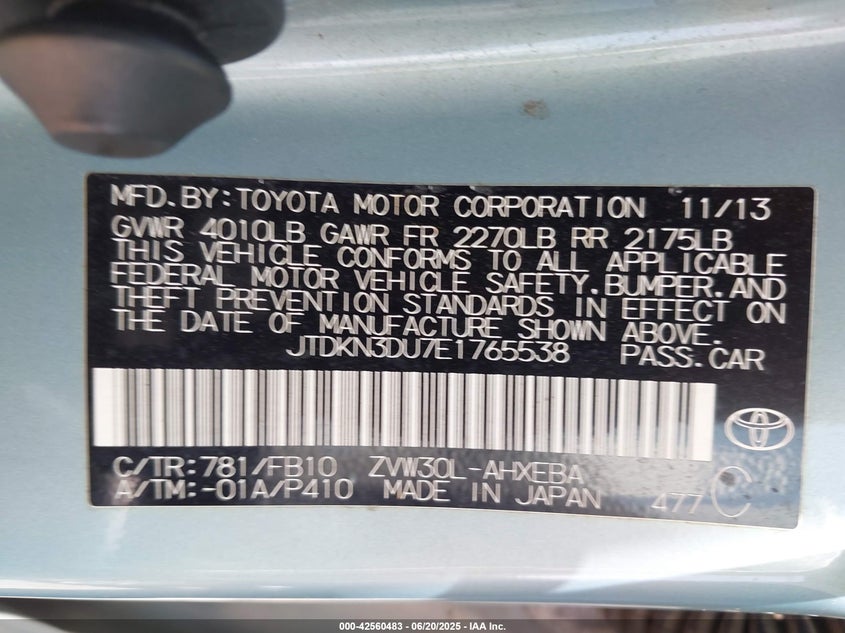 MFD.BY:TOYOTA MOTOR CORPORATION 11/13
GVWR 4010LB GAWR FR 2270LB RR 2175LB
THIS VEHICLE CONFORMS TO ALL APPLICABLE
FEDERAL MOTOR VEHICLE SAFETY.BUMPER.AND
THEFT PREVENTION STANDARDS IN EFFECT ON
THE DATE OF MANUFACTURE SHOWN ABOVE.
JTDKN3DU7E1765538 PASS.CAR
C/TR:781/FB10 ZVW30L-AHXEBA
A/TM:-01A/P410 MADE IN JAPAN 477 C
000-42560483 - 06/20/2025 - IAA Inc.